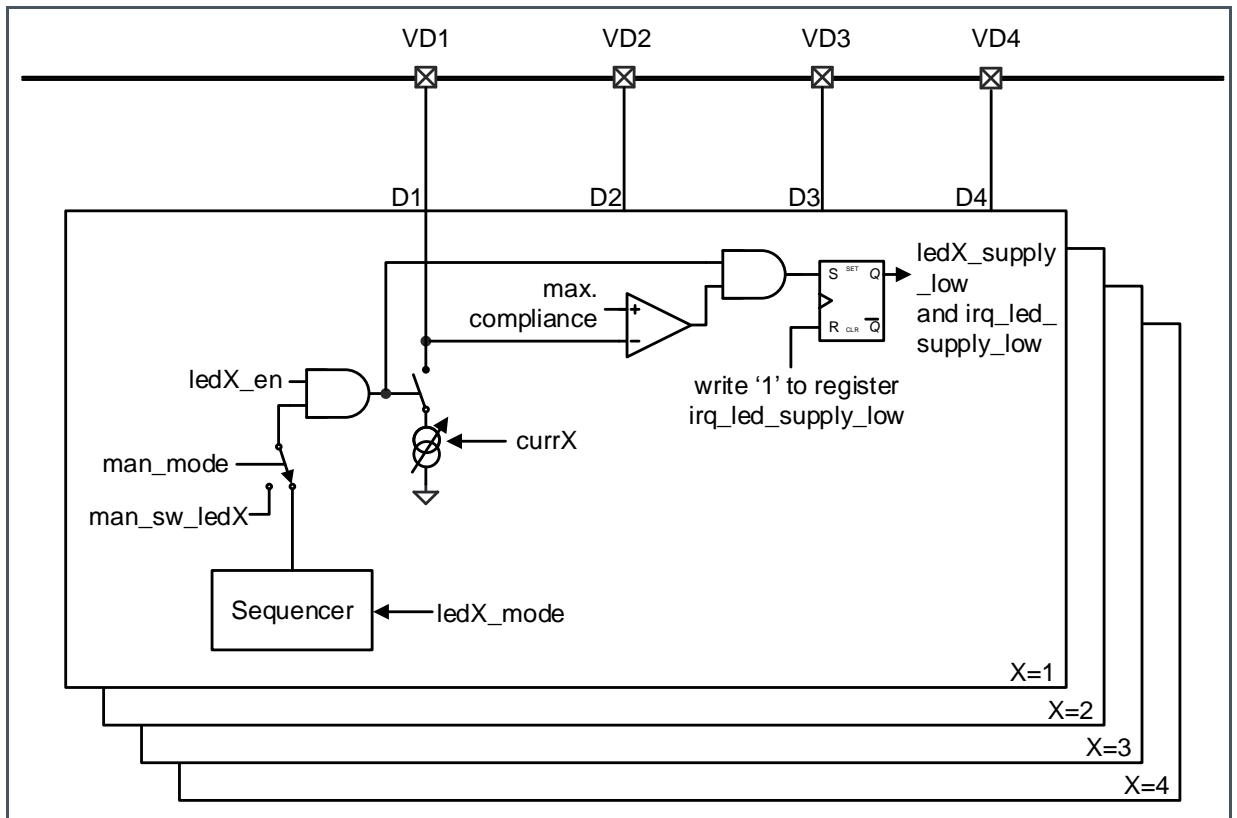 VD1
VD2
VD3
VD4
D1
D2
D3
D4
max.
compliance
+
-
S
SET
Q
R
CLR
Q
ledX_supply
_low
and irq_led_
supply_low
write ‘1’ to register
irq_led_supply_low
ledX_en
currX
man_mode
man_sw_ledX
Sequencer
ledX_mode
X=1
X=2
X=3
X=4